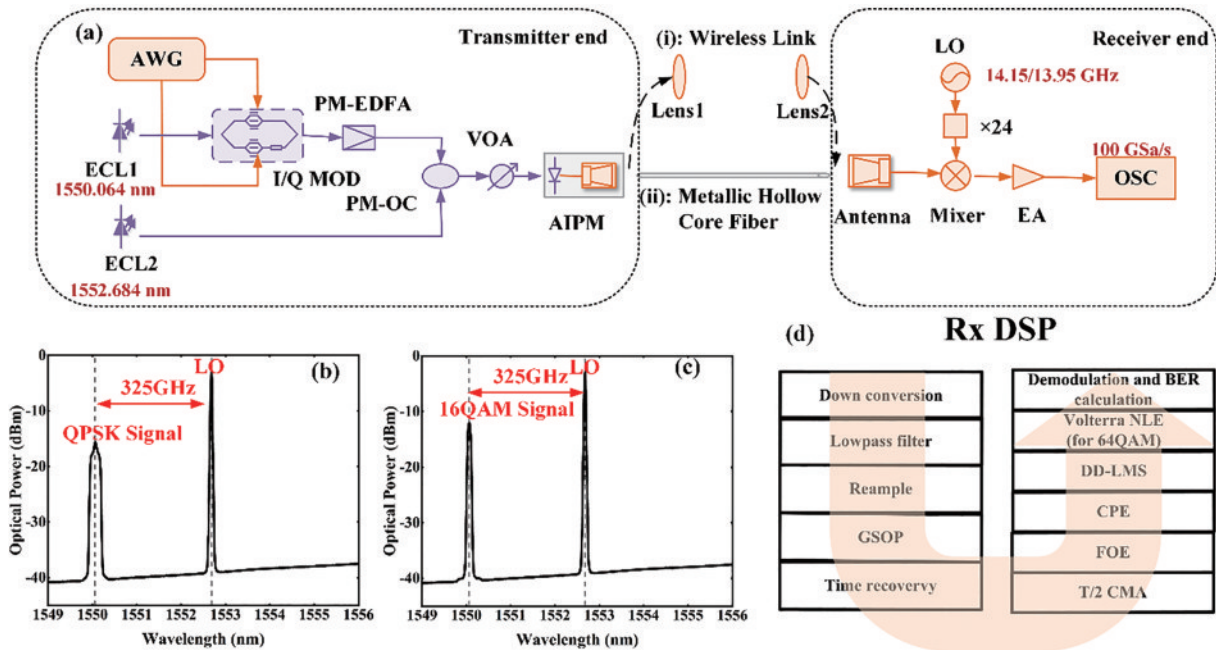 (a)
Transmitter end
(i): Wireless Link
Receiver end
AWG
LO
14.15/13.95 GHz
PM-EDFA
Lens1
Lens2
×24
VOA
100 GSa/s
ECL1
1550.064 nm
I/Q MOD
OSC
PM-OC
AIPM
(ii): Metallic Hollow
Core Fiber
Antenna
Mixer
EA
ECL2
1552.684 nm
(b)
LO
325GHz
QPSK Signal
Optical Power (dBm)
0
-10
-20
-30
-40
1549 1550 1551 1552 1553 1554 1555 1556
Wavelength (nm)
(c)
LO
325GHz
16QAM Signal
Optical Power (dBm)
0
-10
-20
-30
-40
1549 1550 1551 1552 1553 1554 1555 1556
Wavelength (nm)
(d)
Rx DSP
Down conversion
Lowpass filter
Reample
GSOP
Time recovervy
Demodulation and BER
calculation
Volterra NLE
(for 64QAM)
DD-LMS
CPE
FOE
T/2 CMA